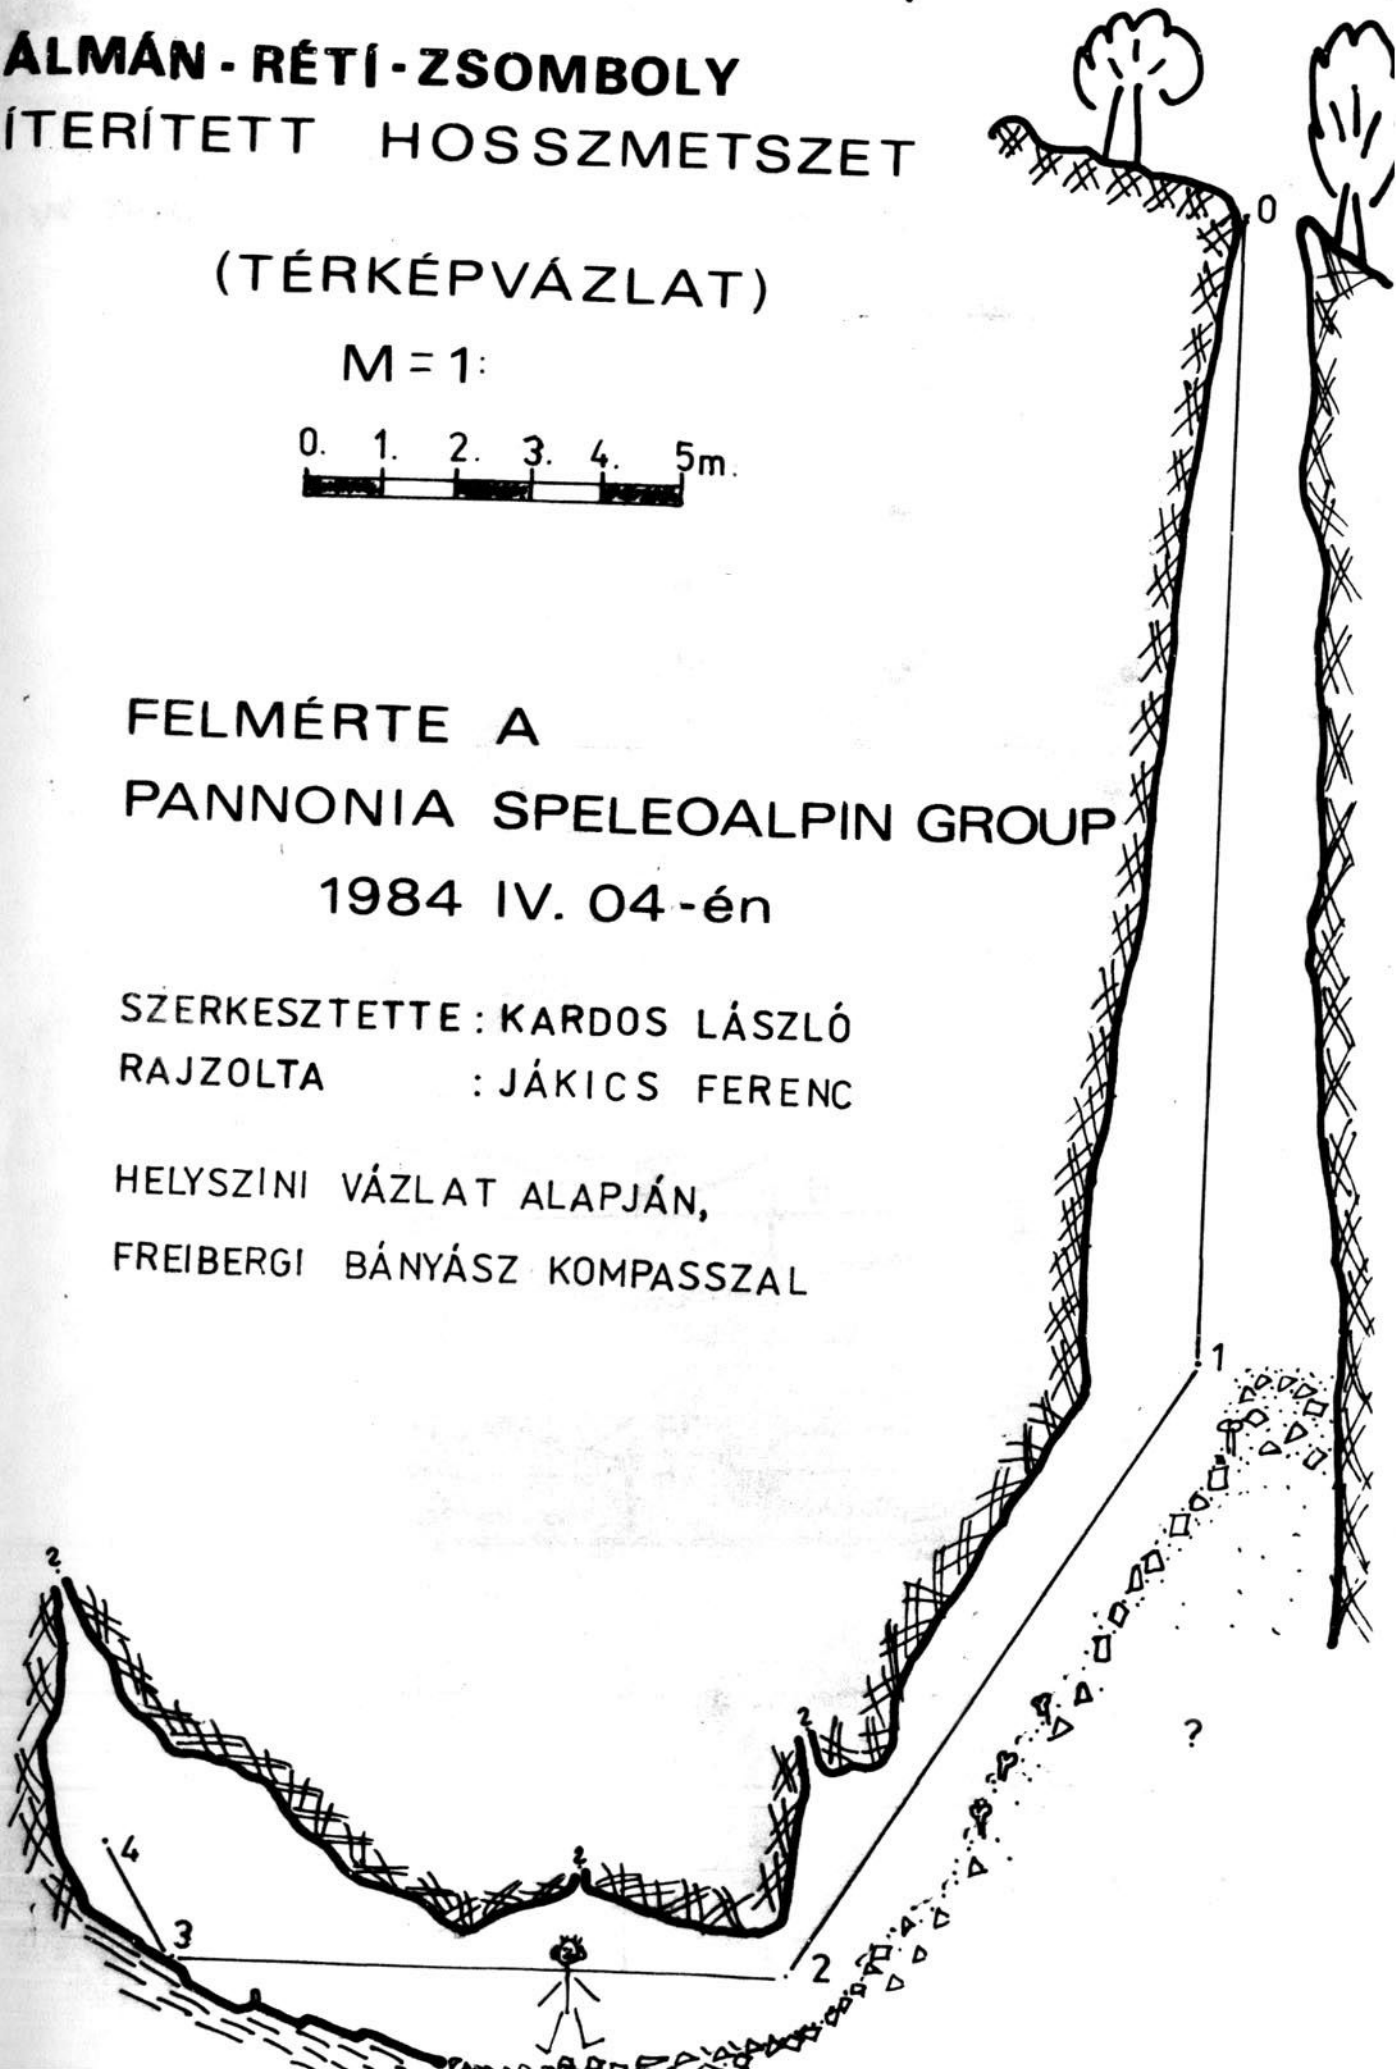 ÁLMÁN-RÉTI-ZSOMBOLY
ÍTERÍTETT HOSSZMETSZET
(TÉRKÉPVÁZLAT)
M = 1:
0. 1. 2. 3. 4. 5m.
FELMÉRTE A
PANNONIA SPELEOALPIN GROUP
1984 IV. 04-én
SZERKESZTETTE : KARDOS LÁSZLÓ
RAJZOLTA : JÁKICS FERENC
HELYSZINI VÁZLAT ALAPJÁN,
FREIBERGI BÁNYÁSZ KOMPASSZAL
0
1
?
?
?
?
4
3
2